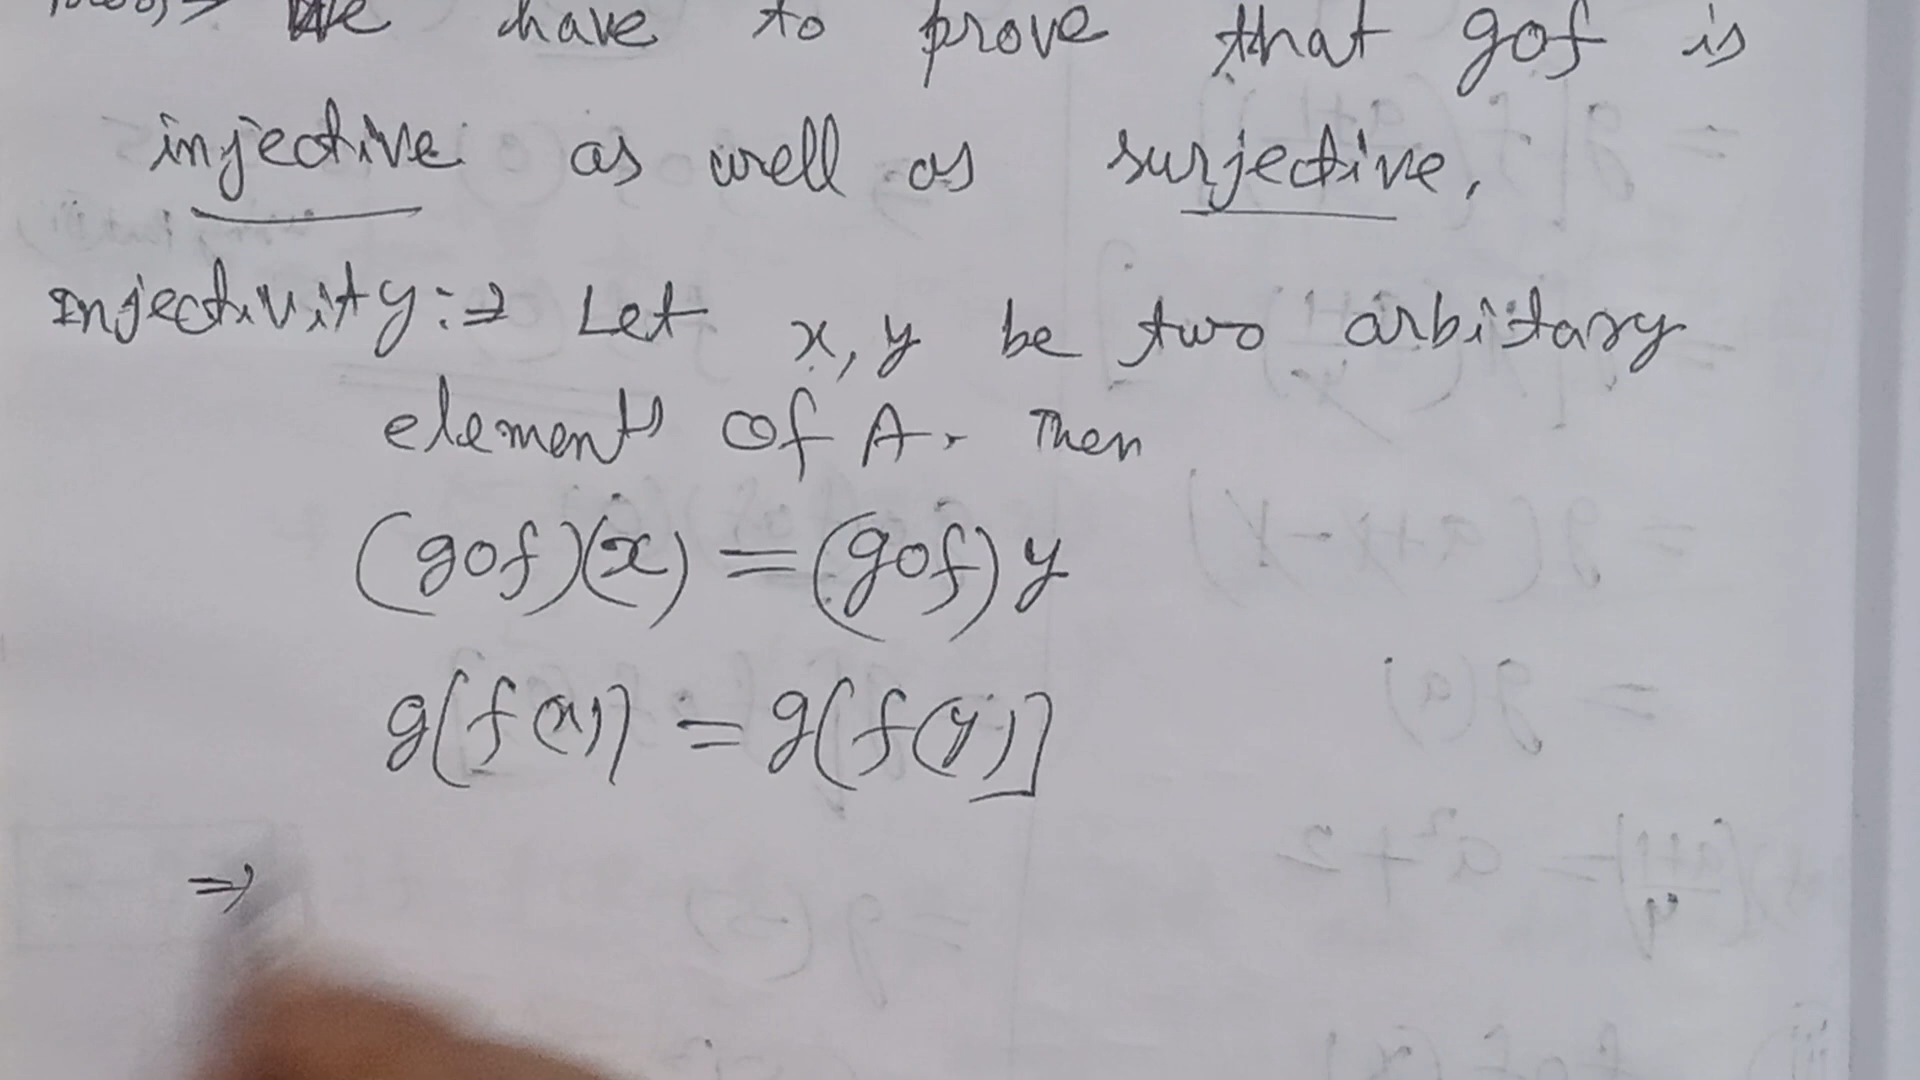 We have to prove that gof is
injective as well as surjective,
Injectivity :⇒ Let x, y be two arbitary
elements of A. Then
(gof)(x) = (gof) y
g[f(x)] = g[f(y)]
⇒